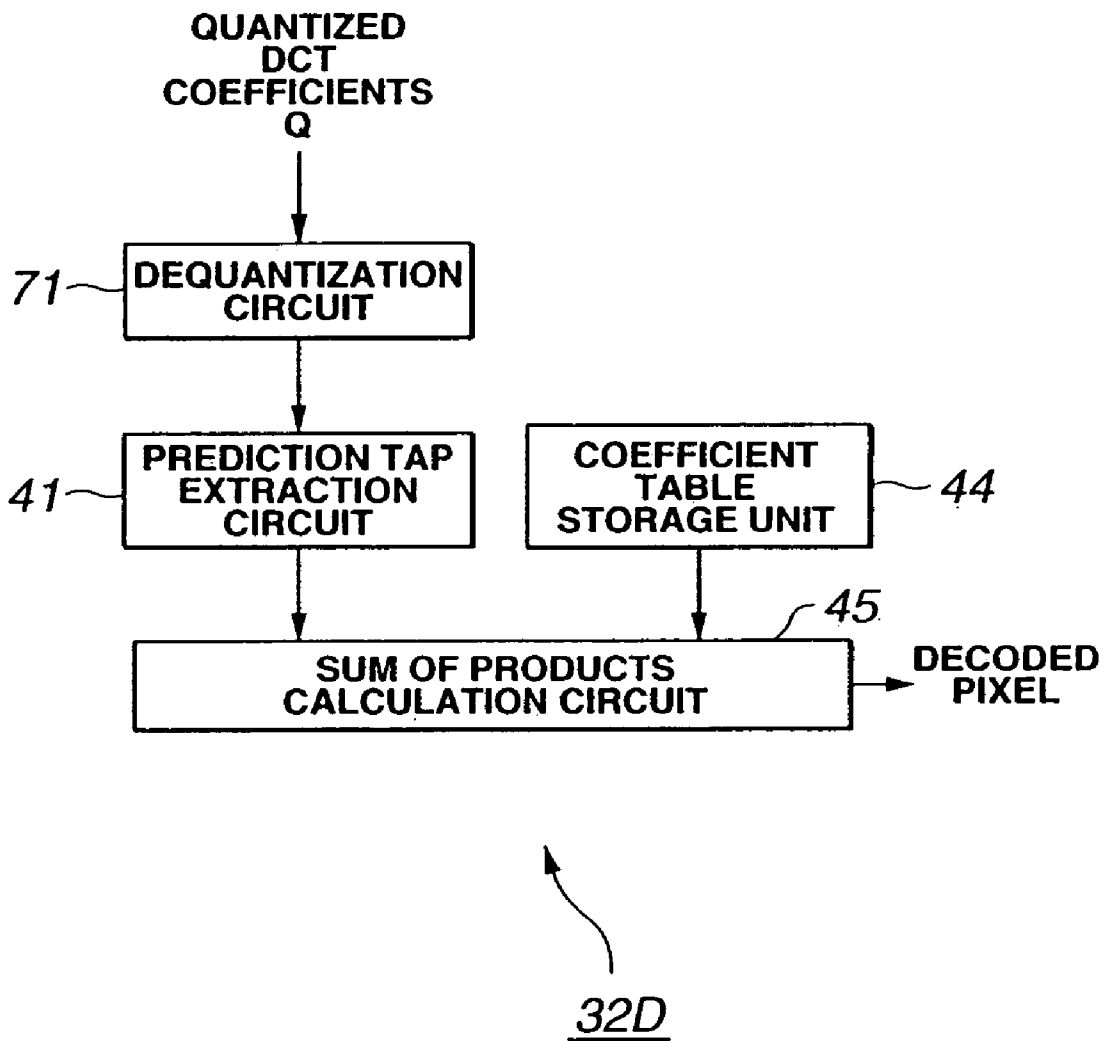 QUANTIZED
DCT
COEFFICIENTS
Q
71
DEQUANTIZATION
CIRCUIT
41
PREDICTION TAP
EXTRACTION
CIRCUIT
COEFFICIENT
TABLE
STORAGE UNIT
44
45
SUM OF PRODUCTS
CALCULATION CIRCUIT
DECODED
PIXEL
32D